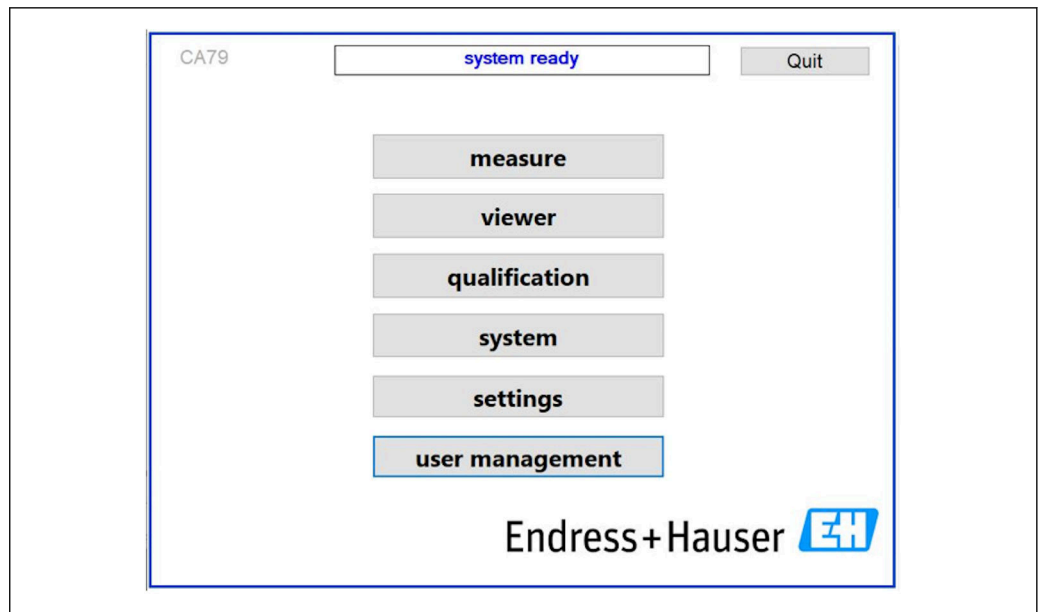 CA79
system ready
Quit
measure
viewer
qualification
system
settings
user management
Endress+Hauser EH